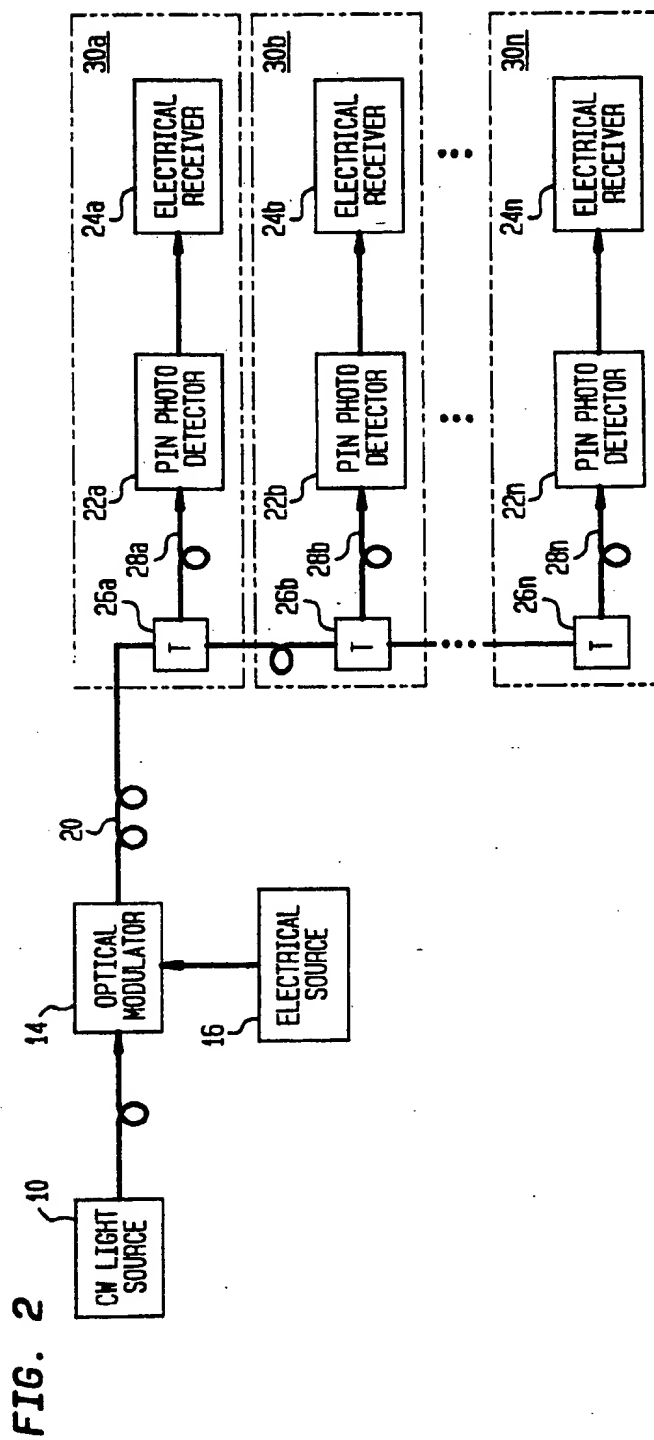 FIG. 2
10
CW LIGHT
SOURCE
14
OPTICAL
MODULATOR
16
ELECTRICAL
SOURCE
20
30a
26a
T
28a
22a
PIN PHOTO
DETECTOR
24a
ELECTRICAL
RECEIVER
30b
26b
T
28b
22b
PIN PHOTO
DETECTOR
24b
ELECTRICAL
RECEIVER
30n
26n
T
28n
22n
PIN PHOTO
DETECTOR
24n
ELECTRICAL
RECEIVER